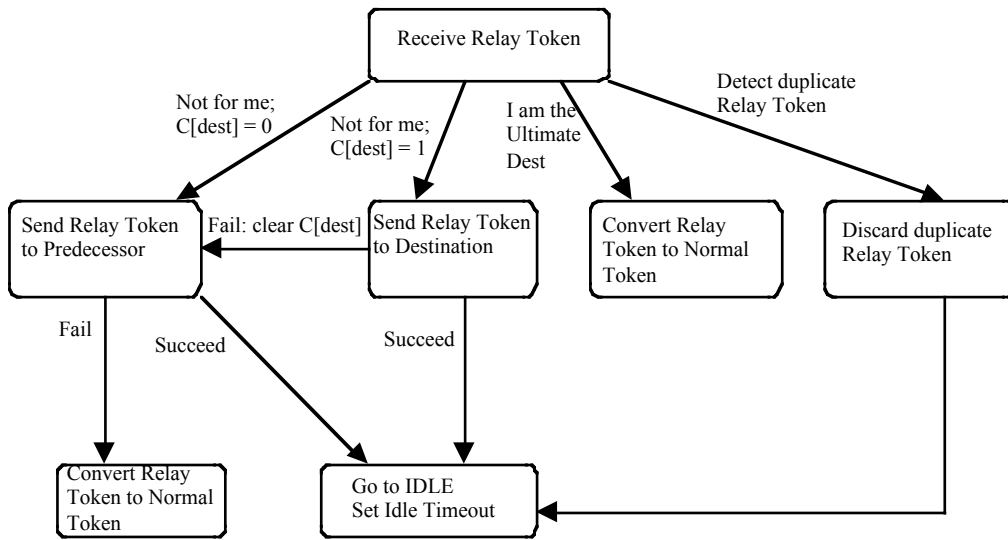 Receive Relay Token
Detect duplicate
Relay Token
Not for me;
C[dest] = 0
Not for me;
C[dest] = 1
I am the
Ultimate
Dest
Send Relay Token
to Predecessor
Fail: clear C[dest]
Send Relay Token
to Destination
Convert Relay
Token to Normal
Token
Discard duplicate
Relay Token
Fail
Succeed
Succeed
Convert Relay
Token to Normal
Token
Go to IDLE
Set Idle Timeout